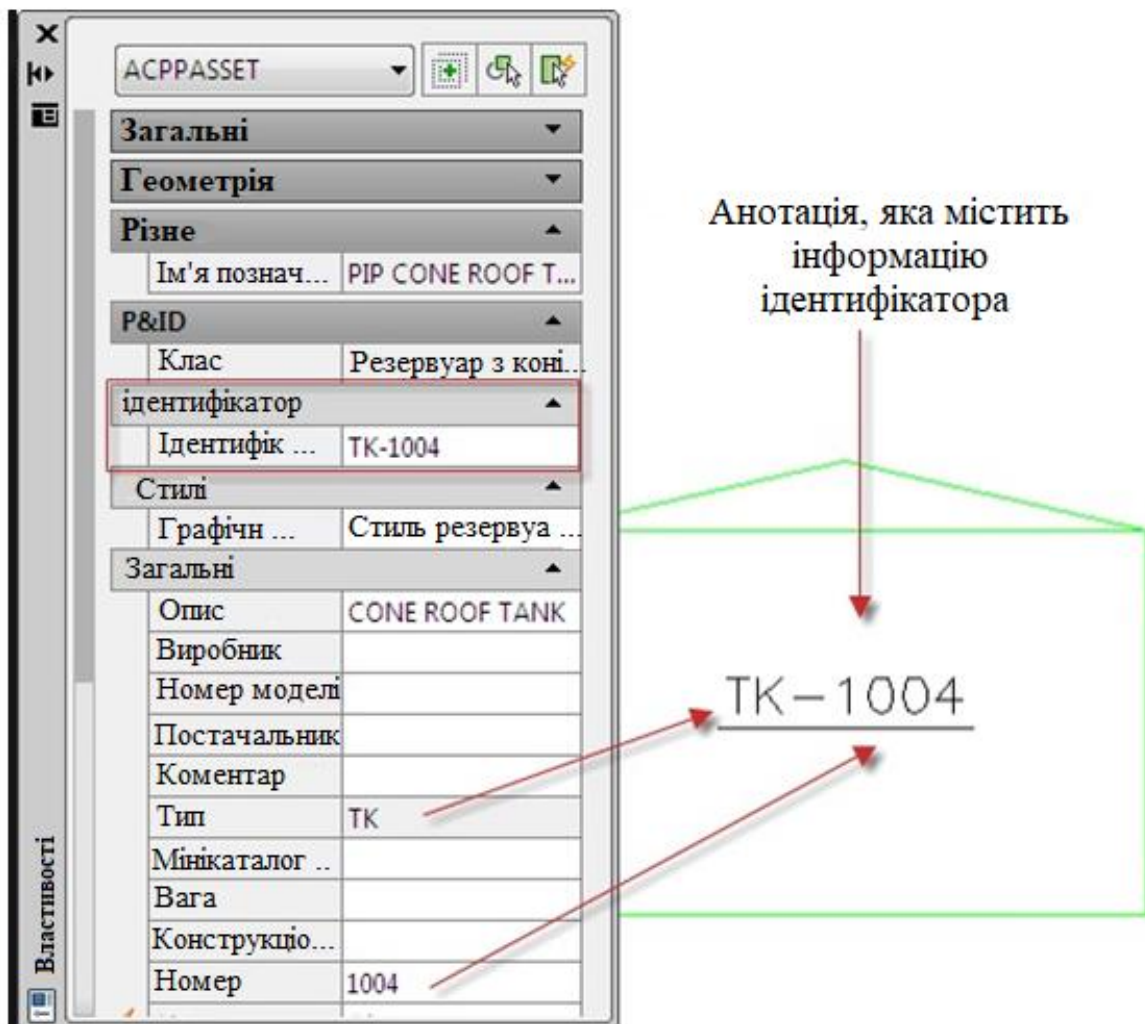 ACPPASSET
Загальні
Геометрія
Різне
Ім'я познач... PIP CONE ROOF T...
P&ID
Клас Резервуар з коні...
ідентифікатор
Ідентифік ... TK-1004
Стилі
Графічн ... Стиль резервуа ...
Загальні
Опис CONE ROOF TANK
Виробник
Номер моделі
Постачальник
Коментар
Тип TK
Мінікаталог ..
Вага
Конструкціо...
Номер 1004
Властивості
Анотація, яка містить
інформацію
ідентифікатора
TK-1004